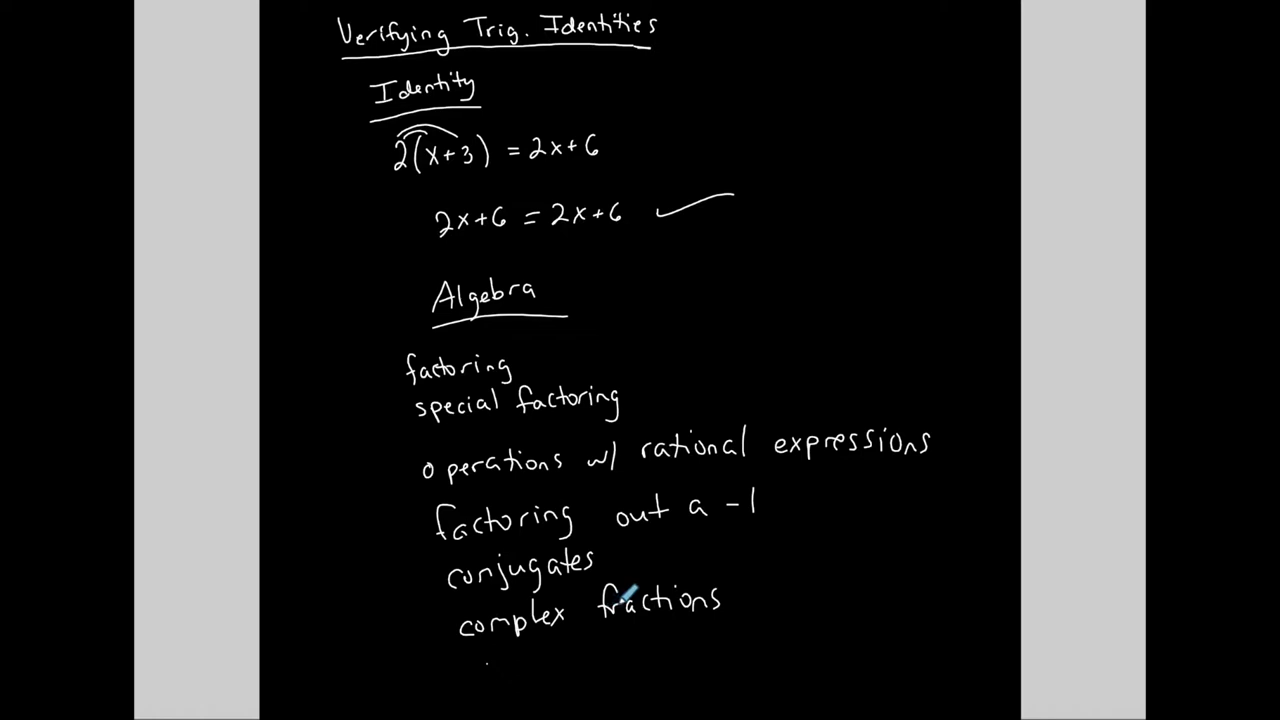 Verifying Trig. Identities
Identity
2(x+3) = 2x+6
2x+6 = 2x+6 ✓
Algebra
factoring
special factoring
operations w/ rational expressions
factoring out a -1
conjugates
complex fractions